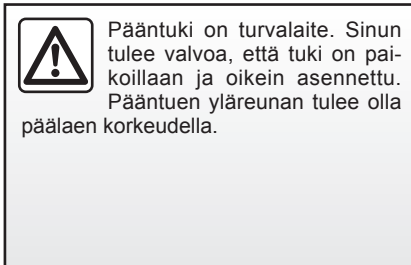 Pääntuki on turvalaite. Sinun
tulee valvoa, että tuki on pai-
koillaan ja oikein asennettu.
Pääntuen yläreunan tulee olla
päälaen korkeudella.